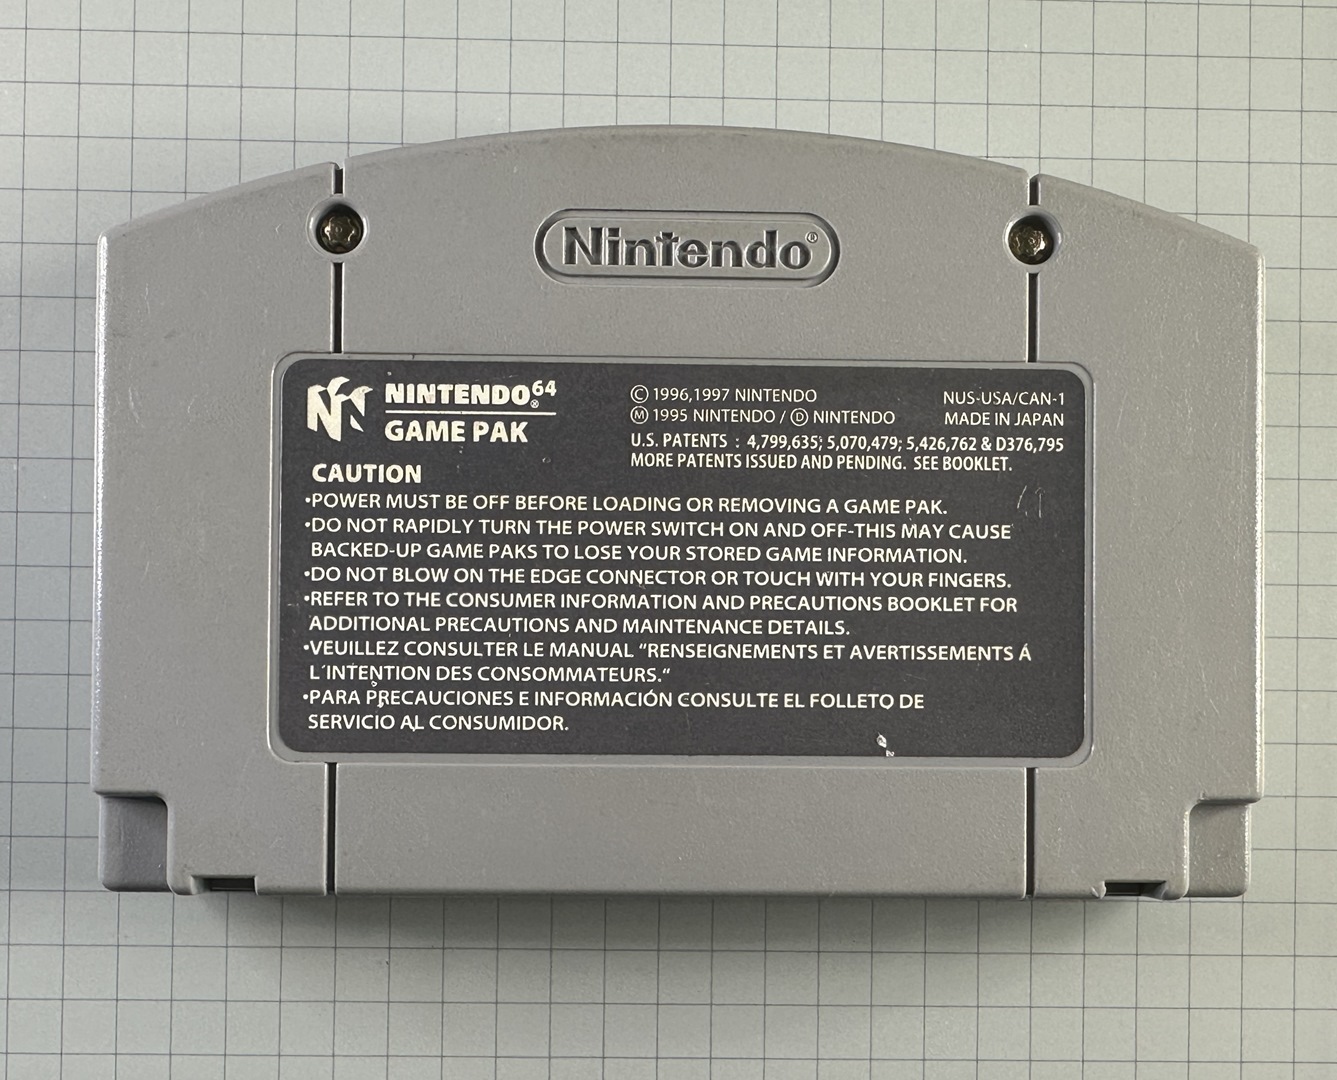 Nintendo®
NINTENDO64®
GAME PAK
© 1996,1997 NINTENDO
Ⓜ 1995 NINTENDO / Ⓓ NINTENDO
NUS-USA/CAN-1
MADE IN JAPAN
U.S. PATENTS : 4,799,635; 5,070,479; 5,426,762 & D376,795
MORE PATENTS ISSUED AND PENDING. SEE BOOKLET.
CAUTION
•POWER MUST BE OFF BEFORE LOADING OR REMOVING A GAME PAK.
•DO NOT RAPIDLY TURN THE POWER SWITCH ON AND OFF-THIS MAY CAUSE
BACKED-UP GAME PAKS TO LOSE YOUR STORED GAME INFORMATION.
•DO NOT BLOW ON THE EDGE CONNECTOR OR TOUCH WITH YOUR FINGERS.
•REFER TO THE CONSUMER INFORMATION AND PRECAUTIONS BOOKLET FOR
ADDITIONAL PRECAUTIONS AND MAINTENANCE DETAILS.
•VEUILLEZ CONSULTER LE MANUAL "RENSEIGNEMENTS ET AVERTISSEMENTS Á
L'INTENTION DES CONSOMMATEURS."
•PARA PRECAUCIONES E INFORMACIÓN CONSULTE EL FOLLETO DE
SERVICIO AL CONSUMIDOR.